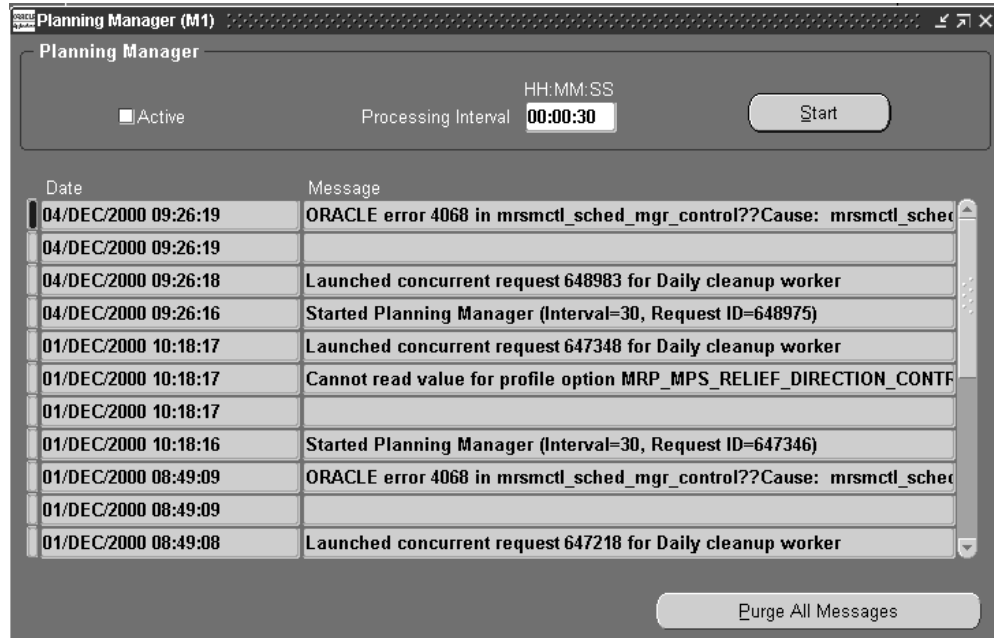 ORACLE
Planning Manager (M1)
Planning Manager
HH:MM:SS
Active
Processing Interval 00:00:30
Start
Date Message
04/DEC/2000 09:26:19 ORACLE error 4068 in mrsmctl_sched_mgr_control??Cause: mrsmctl_sched
04/DEC/2000 09:26:19
04/DEC/2000 09:26:18 Launched concurrent request 648983 for Daily cleanup worker
04/DEC/2000 09:26:16 Started Planning Manager (Interval=30, Request ID=648975)
01/DEC/2000 10:18:17 Launched concurrent request 647348 for Daily cleanup worker
01/DEC/2000 10:18:17 Cannot read value for profile option MRP_MPS_RELIEF_DIRECTION_CONTR
01/DEC/2000 10:18:17
01/DEC/2000 10:18:16 Started Planning Manager (Interval=30, Request ID=647346)
01/DEC/2000 08:49:09 ORACLE error 4068 in mrsmctl_sched_mgr_control??Cause: mrsmctl_sched
01/DEC/2000 08:49:09
01/DEC/2000 08:49:08 Launched concurrent request 647218 for Daily cleanup worker
Purge All Messages